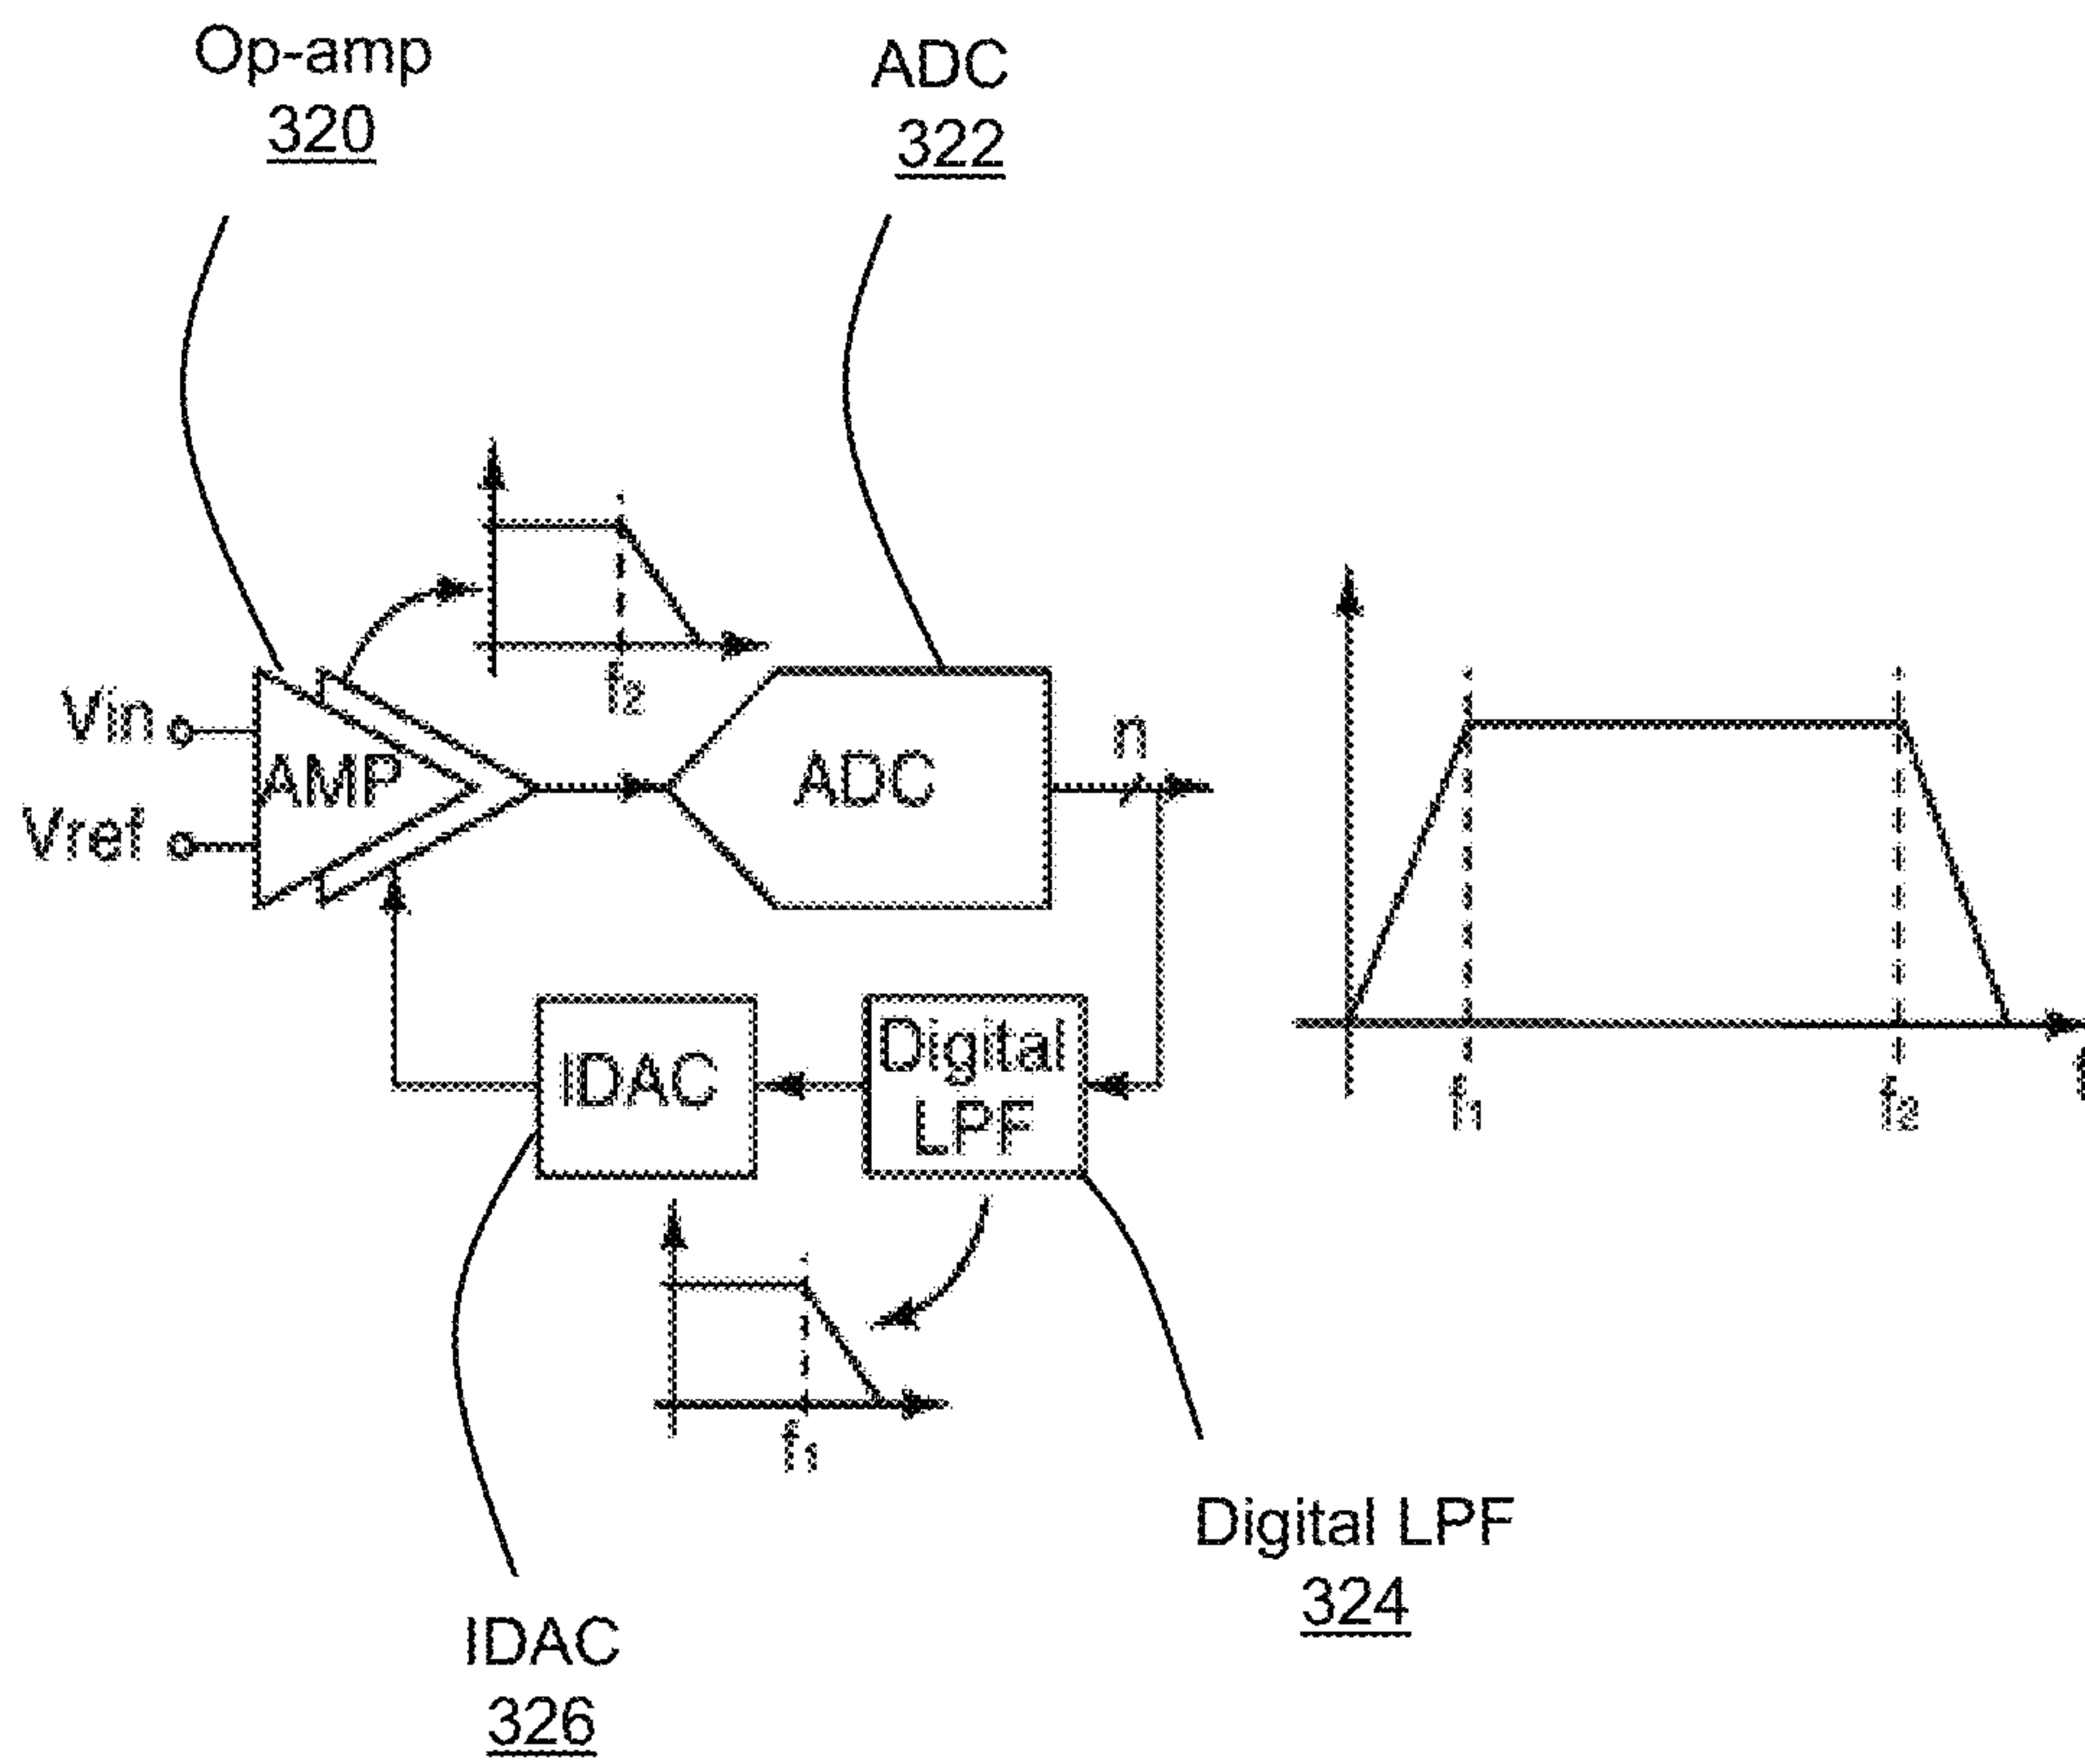 Op-amp
320
ADC
322
f2
Vin
AMP
ADC
n
Vref
IDAC
Digital
LPF
f1
f2
f
f1
Digital LPF
324
IDAC
326